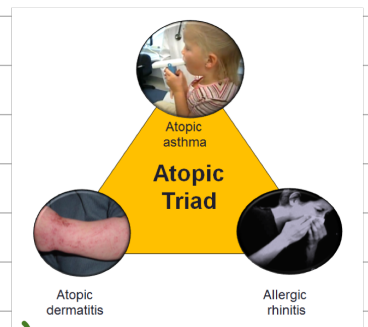 Atopic
asthma
Atopic
Triad
Atopic
dermatitis
Allergic
rhinitis